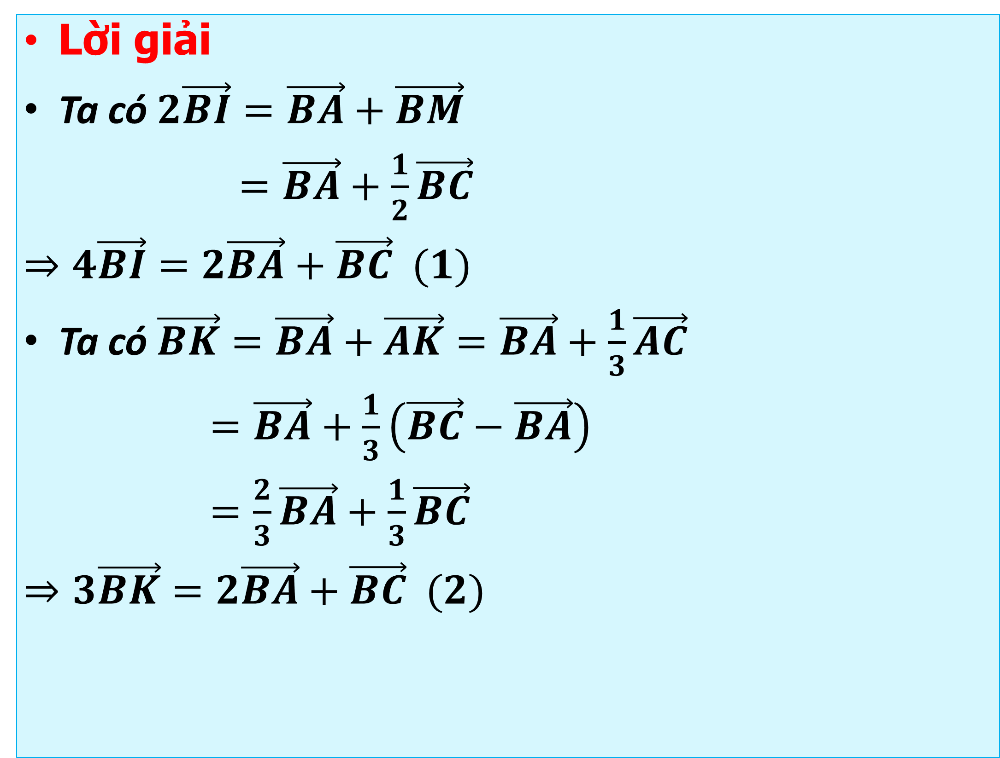 • Lời giải
• Ta có $2\overrightarrow{BI} = \overrightarrow{BA} + \overrightarrow{BM}$
$= \overrightarrow{BA} + \frac{1}{2}\overrightarrow{BC}$
$\Rightarrow 4\overrightarrow{BI} = 2\overrightarrow{BA} + \overrightarrow{BC}\ (1)$
• Ta có $\overrightarrow{BK} = \overrightarrow{BA} + \overrightarrow{AK} = \overrightarrow{BA} + \frac{1}{3}\overrightarrow{AC}$
$= \overrightarrow{BA} + \frac{1}{3}\left(\overrightarrow{BC} - \overrightarrow{BA}\right)$
$= \frac{2}{3}\overrightarrow{BA} + \frac{1}{3}\overrightarrow{BC}$
$\Rightarrow 3\overrightarrow{BK} = 2\overrightarrow{BA} + \overrightarrow{BC}\ (2)$